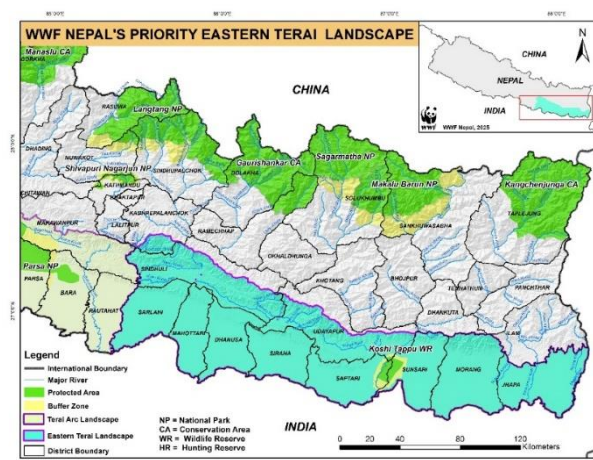 WWF NEPAL'S PRIORITY EASTERN TERAI LANDSCAPE
CHINA
NEPAL
INDIA
N
WWF
WWF Nepal, 2025
Manaslu CA
GORKHA
CHINA
RASUWA
Langtang NP
DHADING
NUWAKOT
Shivapuri Nagarjun NP
SINDHUPALCHOK
Gaurishankar CA
DOLAKHA
Sagarmatha NP
SOLUKHUMBU
Makalu Barun NP
SANKHUWASABHA
Kangchenjunga CA
TAPLEJUNG
KATHMANDU
BHAKTAPUR
CHITAWAN
MAKAWANPUR
LALITPUR
KABHREPALANCHOK
RAMECHHAP
OKHALDHUNGA
KHOTANG
BHOJPUR
TERHATHUM
PANCHTHAR
DHANKUTA
ILAM
Parsa NP
PARSA
BARA
RAUTAHAT
SINDHULI
SARLAHI
MAHOTTARI
DHANUSA
SIRAHA
UDAYAPUR
SAPTARI
Koshi Tappu WR
SUNSARI
MORANG
JHAPA
INDIA
Legend
International Boundary
Major River
Protected Area
Buffer Zone
Terai Arc Landscape
Eastern Terai Landscape
District Boundary
NP = National Park
CA = Conservation Area
WR = Wildlife Reserve
HR = Hunting Reserve
0 20 40 80 120
Kilometers